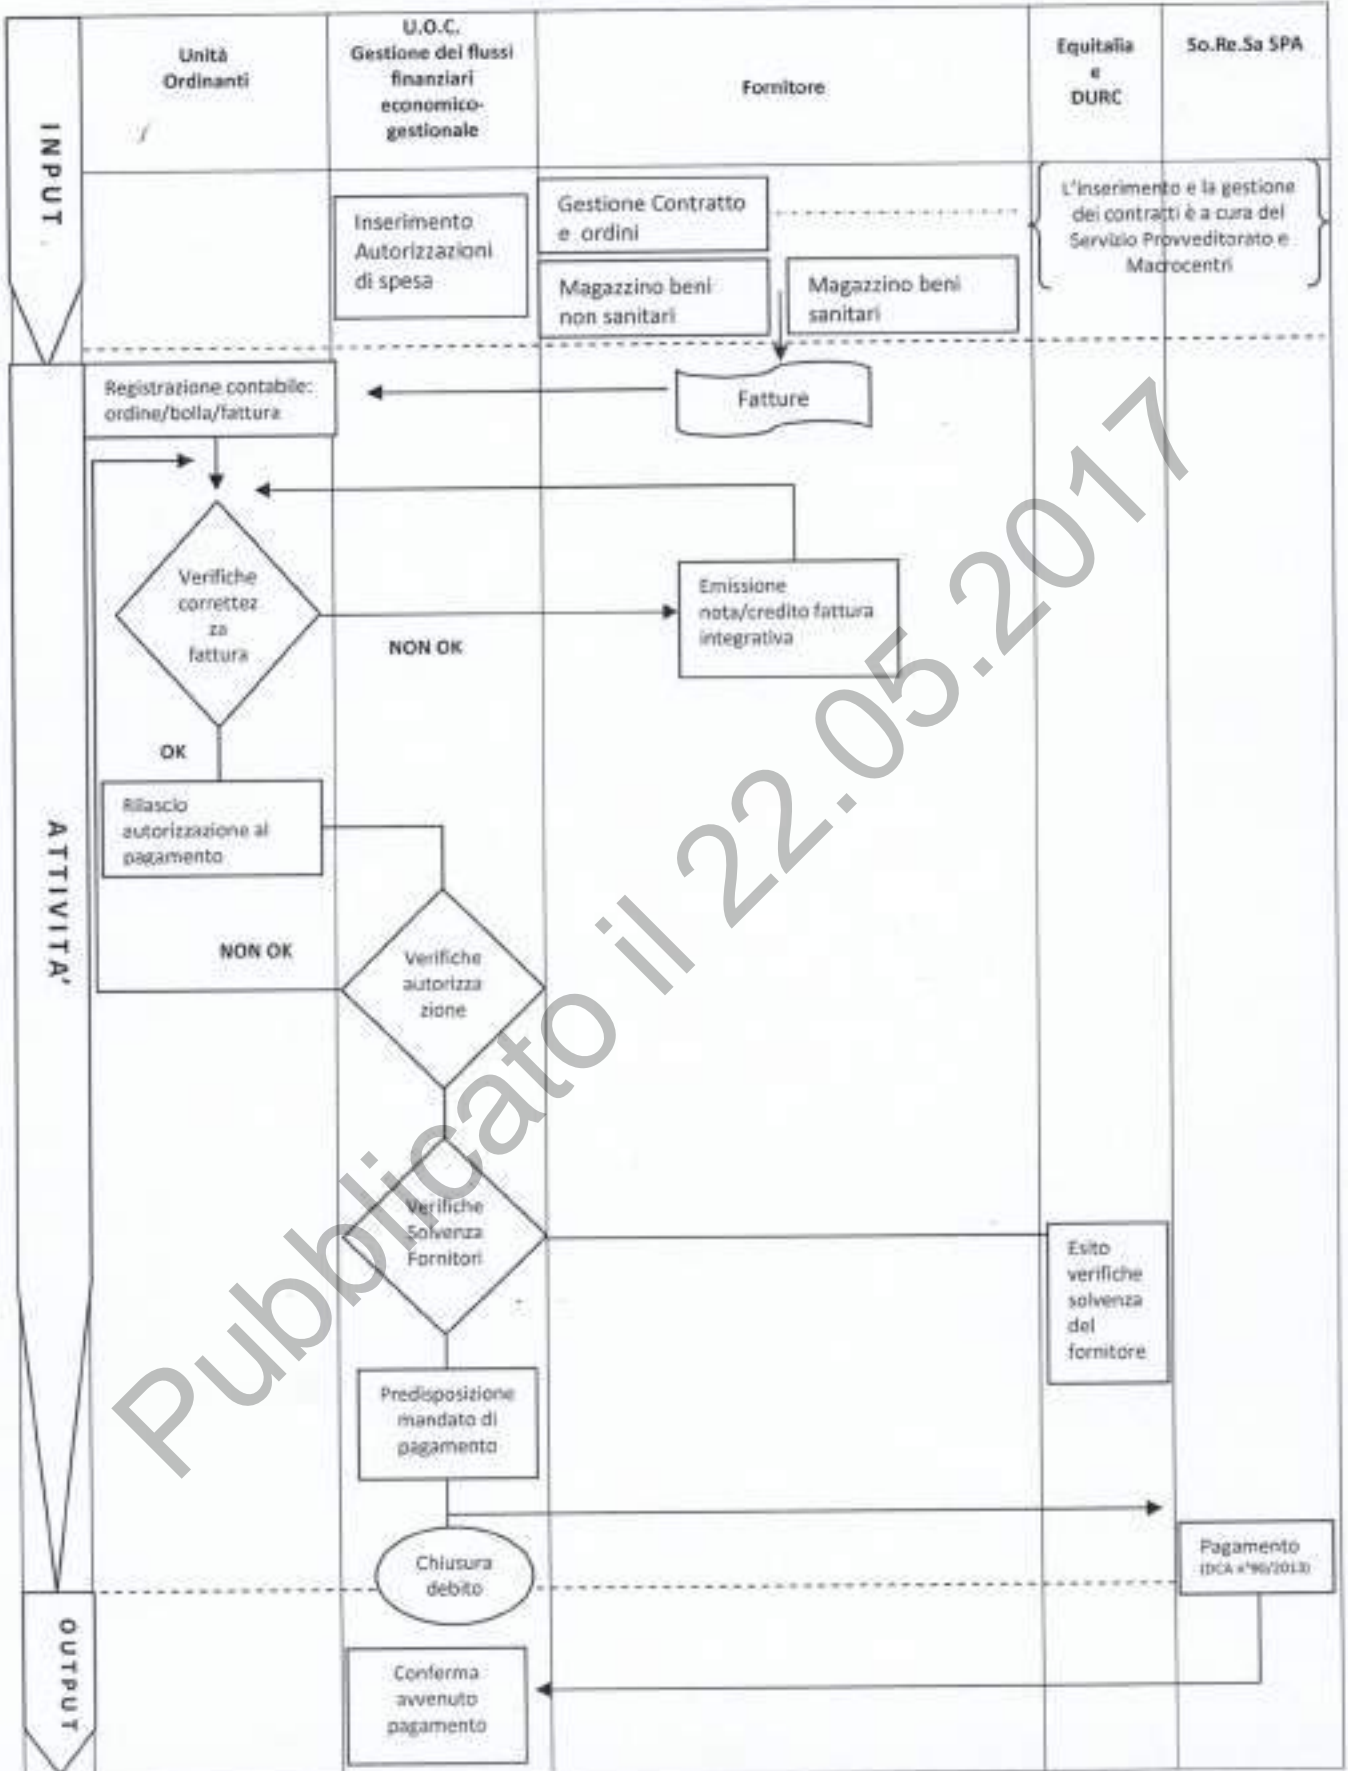 Unità
Ordinanti
U.O.C.
Gestione dei flussi
finanziari
economico-
gestionale
Fornitore
Equitalia
e
DURC
So.Re.Sa SPA
INPUT
Inserimento
Autorizzazioni
di spesa
Gestione Contratto
e ordini
Magazzino beni
non sanitari
Magazzino beni
sanitari
L'inserimento e la gestione
dei contratti è a cura del
Servizio Provveditorato e
Macrocentri
ATTIVITA'
Registrazione contabile:
ordine/bolla/fattura
Fatture
Verifiche
correttez
za
fattura
NON OK
Emissione
nota/credito fattura
integrativa
OK
Rilascio
autorizzazione al
pagamento
NON OK
Verifiche
autorizza
zione
Verifiche
Solvenza
Fornitori
Esito
verifiche
solvenza
del
fornitore
Predisposizione
mandato di
pagamento
Chiusura
debito
Pagamento
(DCA n°90/2013)
OUTPUT
Conferma
avvenuto
pagamento
Pubblicato il 22.05.2017